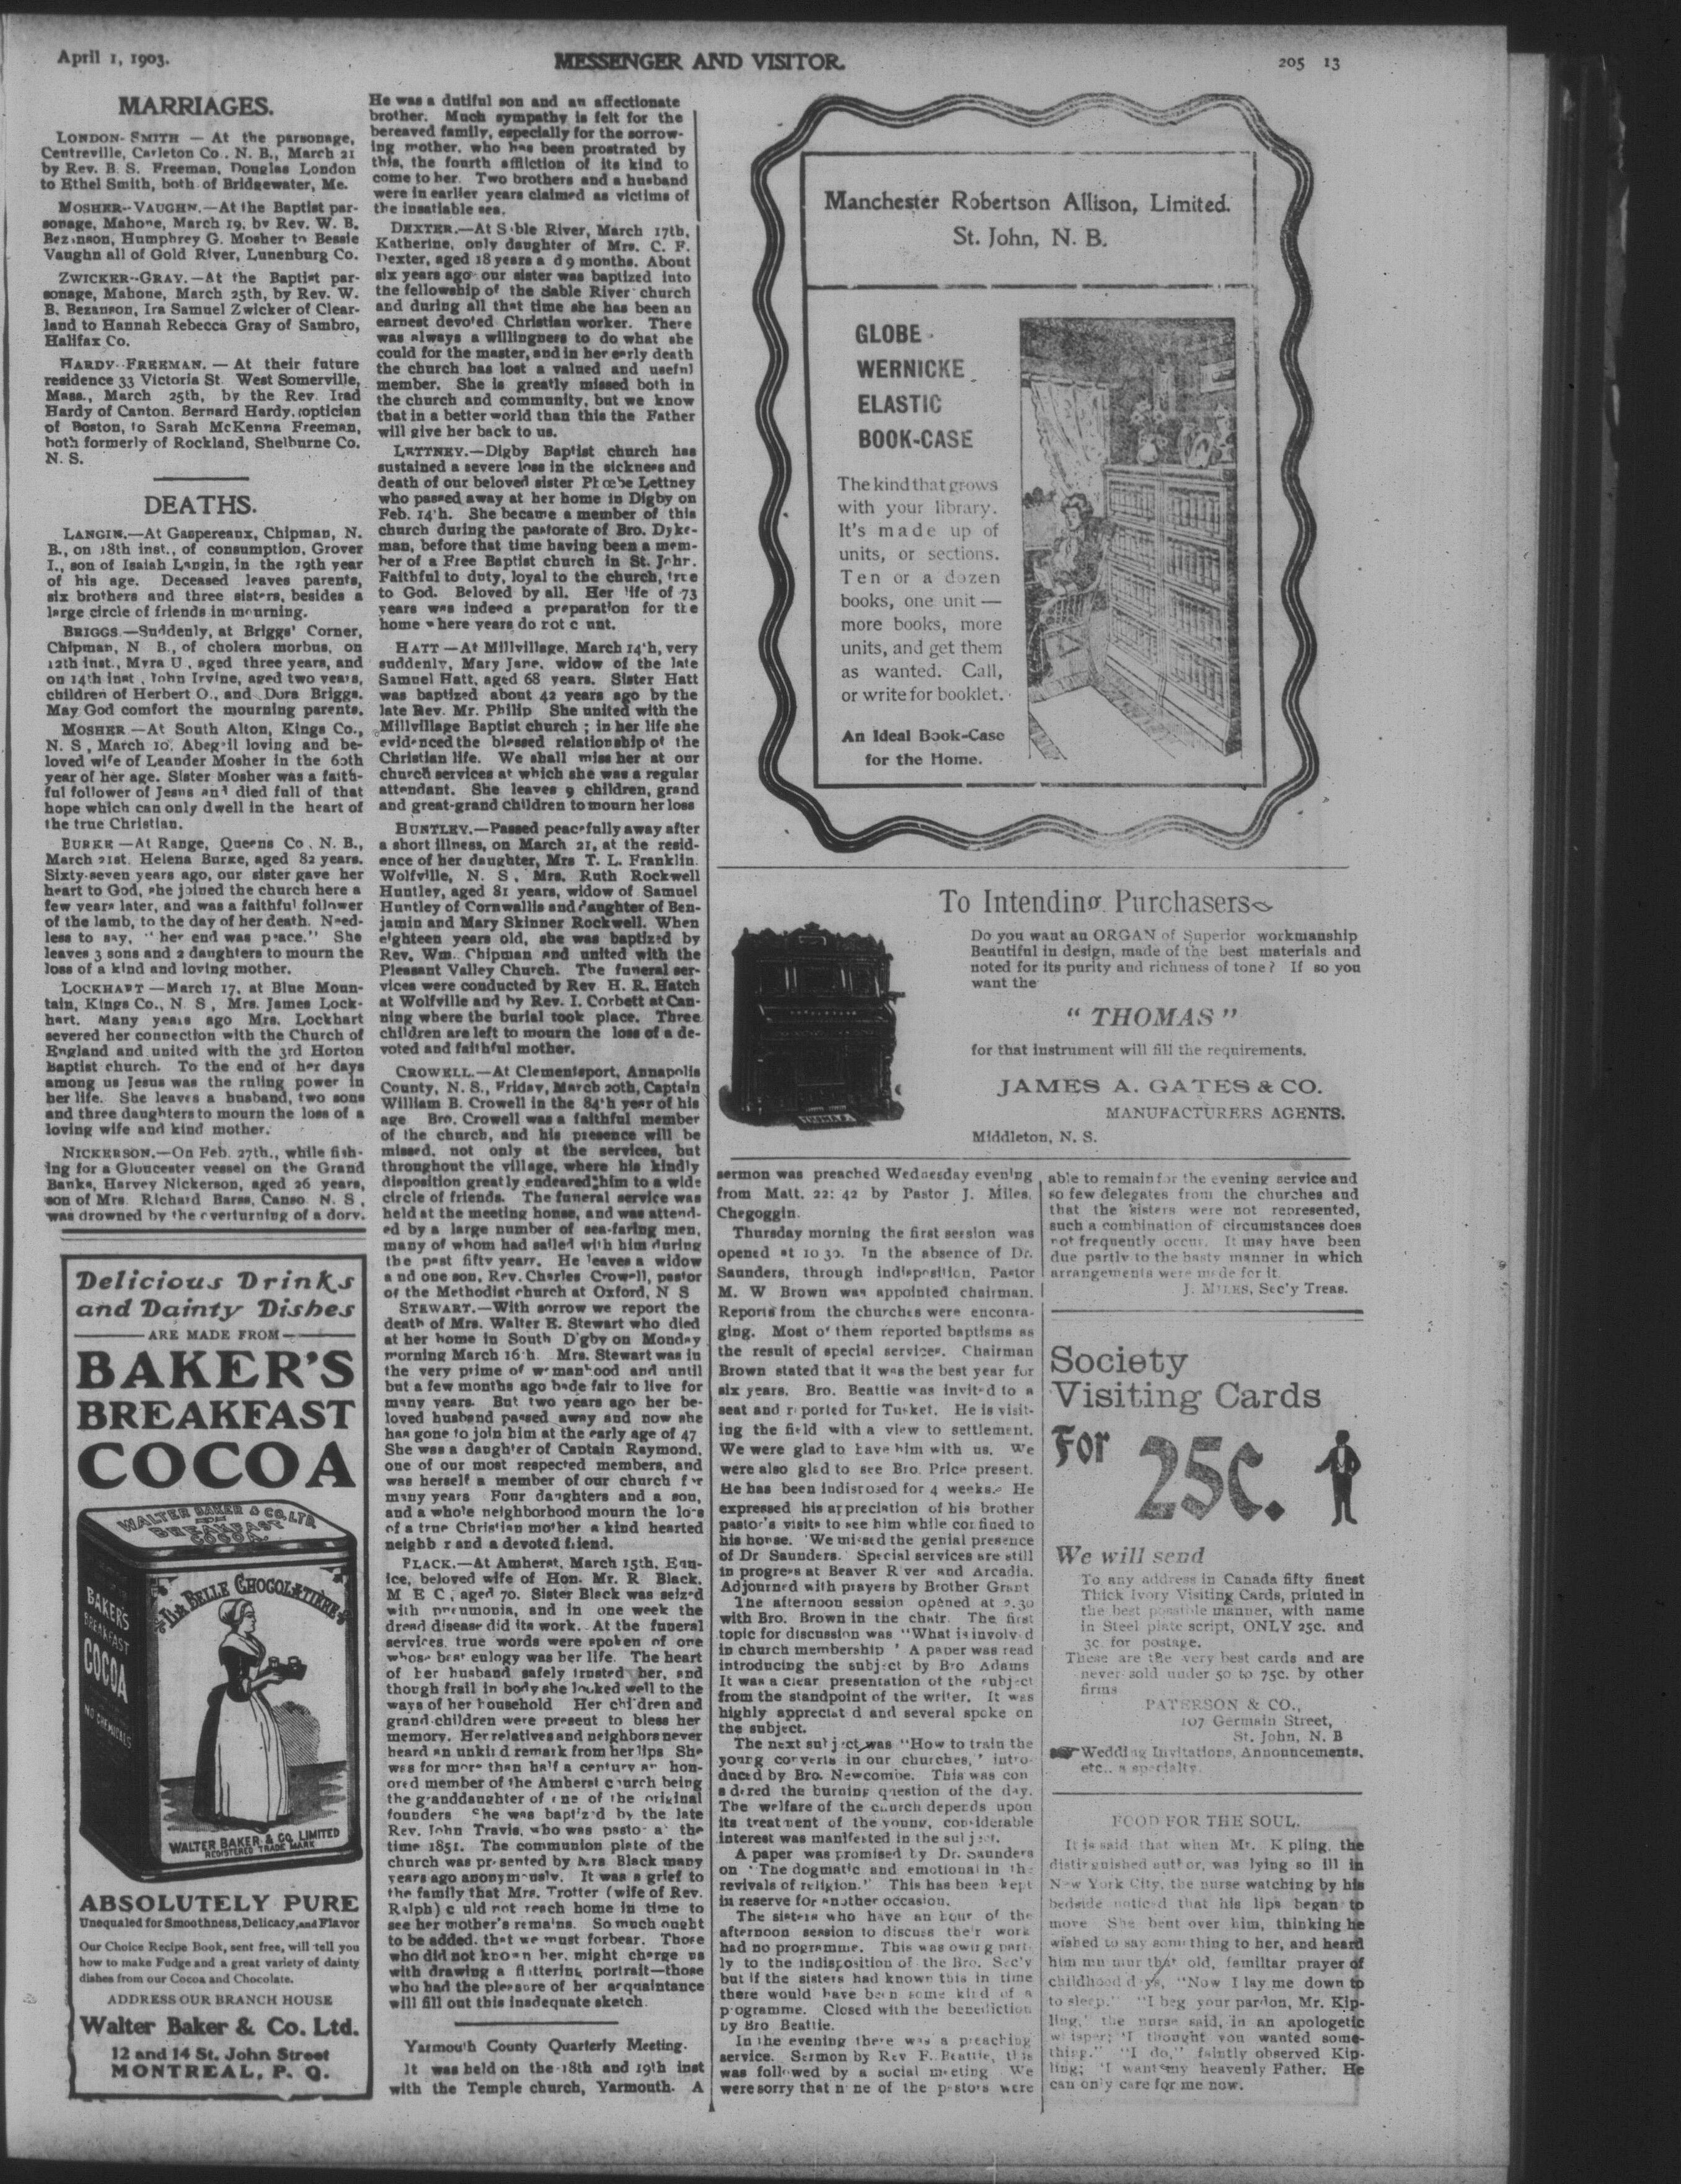 April 1, 1903.
MESSENGER AND VISITOR.
205 13
MARRIAGES.
LONDON-SMITH — At the parsonage,
Centreville, Carleton Co., N. B., March 21
by Rev. B. S. Freeman, Douglas London
to Ethel Smith, both of Bridgewater, Me.
MOSHER--VAUGHN.—At the Baptist par-
sonage, Mahone, March 19, by Rev. W. B.
Bezanson, Humphrey G. Mosher to Bessie
Vaughn all of Gold River, Lunenburg Co.
ZWICKER--GRAY.—At the Baptist par-
sonage, Mahone, March 25th, by Rev. W.
B. Bezanson, Ira Samuel Zwicker of Clear-
land to Hannah Rebecca Gray of Sambro,
Halifax Co.
HARDY--FREEMAN. — At their future
residence 33 Victoria St. West Somerville,
Mass., March 25th, by the Rev. Irad
Hardy of Canton. Bernard Hardy, optician
of Boston, to Sarah McKenna Freeman,
both formerly of Rockland, Shelburne Co.
N. S.
DEATHS.
LANGIN.—At Gaspereaux, Chipman, N.
B., on 18th inst., of consumption, Grover
I., son of Isaiah Langin, in the 19th year
of his age. Deceased leaves parents,
six brothers and three sisters, besides a
large circle of friends in mourning.
BRIGGS.—Suddenly, at Briggs' Corner,
Chipman, N B., of cholera morbus, on
12th inst., Myra U , aged three years, and
on 14th inst , John Irvine, aged two years,
children of Herbert O., and Dora Briggs.
May God comfort the mourning parents.
MOSHER —At South Alton, Kings Co.,
N. S , March 10. Abegail loving and be-
loved wife of Leander Mosher in the 60th
year of her age. Sister Mosher was a faith-
ful follower of Jesus and died full of that
hope which can only dwell in the heart of
the true Christian.
BURKE —At Range, Queens Co , N. B.,
March 21st. Helena Burke, aged 82 years.
Sixty-seven years ago, our sister gave her
heart to God, she joined the church here a
few years later, and was a faithful follower
of the lamb, to the day of her death. Need-
less to say, " her end was peace." She
leaves 3 sons and 2 daughters to mourn the
loss of a kind and loving mother.
LOCKHART —March 17, at Blue Moun-
tain, Kings Co., N S , Mrs. James Lock-
hart. Many years ago Mrs. Lockhart
severed her connection with the Church of
England and united with the 3rd Horton
Baptist church. To the end of her days
among us Jesus was the ruling power in
her life. She leaves a husband, two sons
and three daughters to mourn the loss of a
loving wife and kind mother.
NICKERSON.—On Feb. 27th., while fish-
ing for a Gloucester vessel on the Grand
Banks, Harvey Nickerson, aged 26 years,
son of Mrs. Richard Barss, Canso N. S ,
was drowned by the overturning of a dory.
Delicious Drinks
and Dainty Dishes
ARE MADE FROM
BAKER'S
BREAKFAST
COCOA
WALTER BAKER & CO. LTD.
BREAKFAST
COCOA
BAKER'S
BREAKFAST
COCOA
NO CHEMICALS
LA BELLE CHOCOLATIÈRE
WALTER BAKER & CO. LIMITED
REGISTERED TRADE MARK
ABSOLUTELY PURE
Unequaled for Smoothness, Delicacy, and Flavor
Our Choice Recipe Book, sent free, will tell you
how to make Fudge and a great variety of dainty
dishes from our Cocoa and Chocolate.
ADDRESS OUR BRANCH HOUSE
Walter Baker & Co. Ltd.
12 and 14 St. John Street
MONTREAL, P. Q.
He was a dutiful son and an affectionate
brother. Much sympathy is felt for the
bereaved family, especially for the sorrow-
ing mother, who has been prostrated by
this, the fourth affliction of its kind to
come to her. Two brothers and a husband
were in earlier years claimed as victims of
the insatiable sea.
DEXTER.—At Sable River, March 17th,
Katherine, only daughter of Mrs. C. F.
Dexter, aged 18 years a d 9 months. About
six years ago our sister was baptized into
the fellowship of the Sable River church
and during all that time she has been an
earnest devoted Christian worker. There
was always a willingness to do what she
could for the master, and in her early death
the church has lost a valued and useful
member. She is greatly missed both in
the church and community, but we know
that in a better world than this the Father
will give her back to us.
LETTNEY.—Digby Baptist church has
sustained a severe loss in the sickness and
death of our beloved sister Phœbe Lettney
who passed away at her home in Digby on
Feb. 14'h. She became a member of this
church during the pastorate of Bro. Dyke-
man, before that time having been a mem-
ber of a Free Baptist church in St. John.
Faithful to duty, loyal to the church, true
to God. Beloved by all. Her life of 73
years was indeed a preparation for the
home where years do not c unt.
HATT —At Millvillage, March 14'h, very
suddenly, Mary Jane, widow of the late
Samuel Hatt, aged 68 years. Sister Hatt
was baptized about 42 years ago by the
late Rev. Mr. Philip She united with the
Millvillage Baptist church ; in her life she
evidenced the blessed relationship of the
Christian life. We shall miss her at our
church services at which she was a regular
attendant. She leaves 9 children, grand
and great-grand children to mourn her loss
HUNTLEY.—Passed peacefully away after
a short illness, on March 21, at the resid-
ence of her daughter, Mrs T. L. Franklin.
Wolfville, N. S , Mrs. Ruth Rockwell
Huntley, aged 81 years, widow of Samuel
Huntley of Cornwallis and daughter of Ben-
jamin and Mary Skinner Rockwell. When
eighteen years old, she was baptized by
Rev. Wm. Chipman and united with the
Pleasant Valley Church. The funeral ser-
vices were conducted by Rev H. R. Hatch
at Wolfville and by Rev. I. Corbett at Can-
ning where the burial took place. Three
children are left to mourn the loss of a de-
voted and faithful mother.
CROWELL.—At Clementsport, Annapolis
County, N. S., Friday, March 20th, Captain
William B. Crowell in the 84'h year of his
age Bro. Crowell was a faithful member
of the church, and his presence will be
missed, not only at the services, but
throughout the village, where his kindly
disposition greatly endeared him to a wide
circle of friends. The funeral service was
held at the meeting house, and was attend-
ed by a large number of sea-faring men,
many of whom had sailed with him during
the past fifty years. He leaves a widow
and one son, Rev. Charles Crowell, pastor
of the Methodist church at Oxford, N S
STEWART.—With sorrow we report the
death of Mrs. Walter E. Stewart who died
at her home in South D'gby on Monday
morning March 16 h. Mrs. Stewart was in
the very prime of womanhood and until
but a few months ago bade fair to live for
many years. But two years ago her be-
loved husband passed away and now she
has gone to join him at the early age of 47
She was a daughter of Captain Raymond,
one of our most respected members, and
was herself a member of our church for
many years Four daughters and a son,
and a whole neighborhood mourn the loss
of a true Christian mother a kind hearted
neighb r and a devoted friend.
PLACK.—At Amherst, March 15th, Eun-
ice, beloved wife of Hon. Mr. R Black,
M E C , aged 70. Sister Black was seized
with pneumonia, and in one week the
dread disease did its work. At the funeral
services, true words were spoken of one
whose best eulogy was her life. The heart
of her husband safely trusted her, and
though frail in body she looked well to the
ways of her household Her children and
grand-children were present to bless her
memory. Her relatives and neighbors never
heard an unkind remark from her lips She
was for more than half a century an hon-
ored member of the Amherst church being
the granddaughter of one of the original
founders She was baptized by the late
Rev. John Travis, who was pastor at the
time 1851. The communion plate of the
church was presented by Mrs Black many
years ago anonymously. It was a grief to
the family that Mrs. Trotter (wife of Rev.
Ralph) c uld not reach home in time to
see her mother's remains. So much ought
to be added, that we must forbear. Those
who did not known her, might charge us
with drawing a flattering portrait—those
who had the pleasure of her acquaintance
will fill out this inadequate sketch.
Yarmouth County Quarterly Meeting.
It was held on the 18th and 19th inst
with the Temple church, Yarmouth. A
Manchester Robertson Allison, Limited.
St. John, N. B.
GLOBE-
WERNICKE
ELASTIC
BOOK-CASE
The kind that grows
with your library.
It's made up of
units, or sections.
Ten or a dozen
books, one unit —
more books, more
units, and get them
as wanted. Call,
or write for booklet.
An Ideal Book-Case
for the Home.
To Intending Purchasers
Do you want an ORGAN of Superior workmanship
Beautiful in design, made of the best materials and
noted for its purity and richness of tone? If so you
want the
" THOMAS "
for that instrument will fill the requirements.
JAMES A. GATES & CO.
MANUFACTURERS AGENTS.
Middleton, N. S.
sermon was preached Wednesday evening
from Matt. 22: 42 by Pastor J. Miles,
Chegoggin.
Thursday morning the first session was
opened at 10 30. In the absence of Dr.
Saunders, through indisposition, Pastor
M. W Brown was appointed chairman.
Reports from the churches were encoura-
ging. Most of them reported baptisms as
the result of special services. Chairman
Brown stated that it was the best year for
six years. Bro. Beattie was invited to a
seat and reported for Tusket. He is visit-
ing the field with a view to settlement.
We were glad to have him with us. We
were also glad to see Bro. Price present.
He has been indisposed for 4 weeks. He
expressed his appreciation of his brother
pastor's visits to see him while confined to
his house. We missed the genial presence
of Dr Saunders. Special services are still
in progress at Beaver River and Arcadia.
Adjourned with prayers by Brother Grant
The afternoon session opened at 2.30
with Bro. Brown in the chair. The first
topic for discussion was "What is involved
in church membership ' A paper was read
introducing the subject by Bro Adams
It was a clear presentation of the subject
from the standpoint of the writer. It was
highly appreciat d and several spoke on
the subject.
The next subject was "How to train the
young converts in our churches,' intro-
duced by Bro. Newcombe. This was con
sidered the burning question of the day.
The welfare of the church depends upon
its treatment of the young, considerable
interest was manifested in the subject.
A paper was promised by Dr. Saunders
on "The dogmatic and emotional in the
revivals of religion." This has been kept
in reserve for another occasion.
The sisters who have an hour of the
afternoon session to discuss their work
had no programme. This was owing part-
ly to the indisposition of the Bro. Sec'y
but if the sisters had known this in time
there would have been some kind of a
programme. Closed with the benediction
by Bro Beattie.
In the evening there was a preaching
service. Sermon by Rev F. Beattie, this
was followed by a social meeting We
were sorry that none of the pastors were
able to remain for the evening service and
so few delegates from the churches and
that the sisters were not represented,
such a combination of circumstances does
not frequently occur. It may have been
due partly to the hasty manner in which
arrangements were made for it.
J. MILES, Sec'y Treas.
Society
Visiting Cards
For 25c.
We will send
To any address in Canada fifty finest
Thick Ivory Visiting Cards, printed in
the best possible manner, with name
in Steel plate script, ONLY 25c. and
3c. for postage.
These are the very best cards and are
never sold under 50 to 75c. by other
firms
PATERSON & CO.,
107 Germain Street,
St. John, N. B
Wedding Invitations, Announcements,
etc., a specialty.
FOOD FOR THE SOUL.
It is said that when Mr. K pling, the
distinguished author, was lying so ill in
New York City, the nurse watching by his
bedside noticed that his lips began to
move She bent over him, thinking he
wished to say something to her, and heard
him murmur that old, familtar prayer of
childhood days, "Now I lay me down to
to sleep." "I beg your pardon, Mr. Kip-
ling,' the nurse said, in an apologetic
whisper; 'I thought you wanted some-
thing." "I do," faintly observed Kip-
ling; 'I want my heavenly Father. He
can only care for me now.